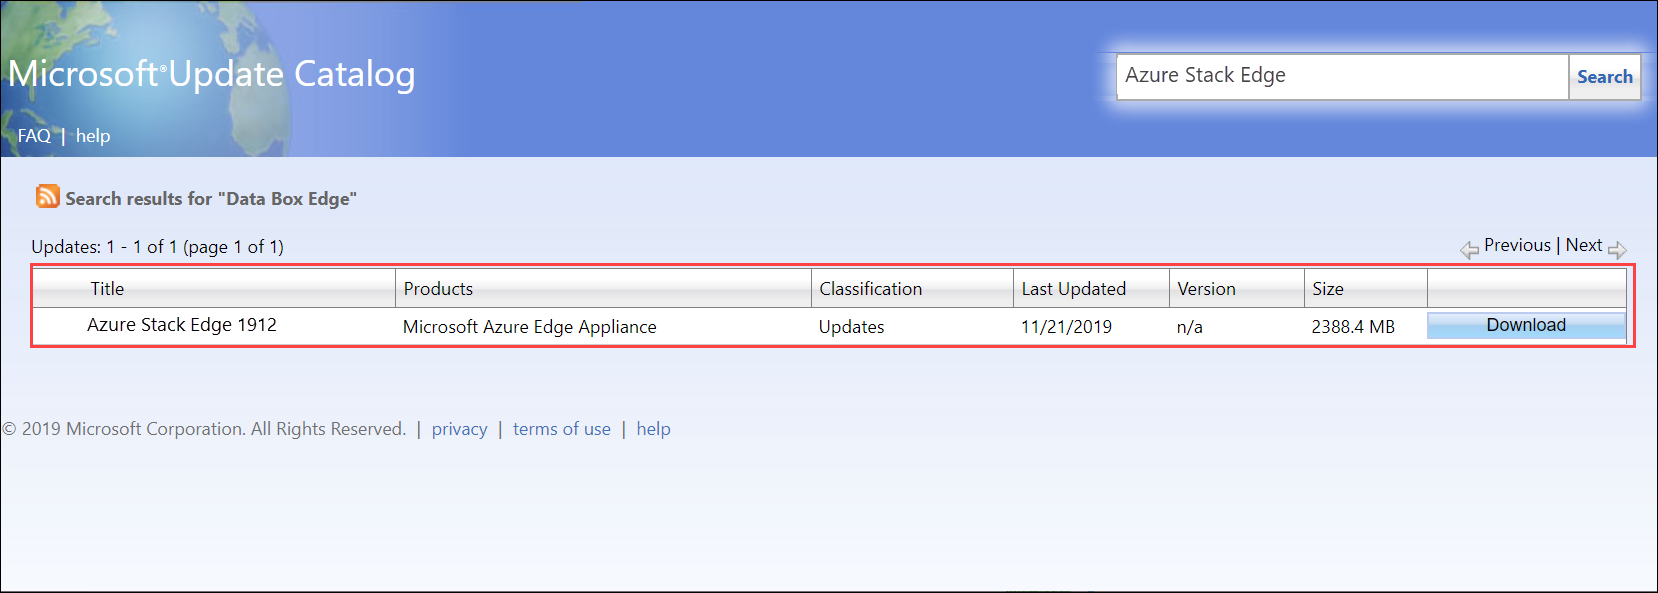 Microsoft®Update Catalog
Azure Stack Edge
Search
FAQ | help
Search results for "Data Box Edge"
Updates: 1 - 1 of 1 (page 1 of 1)
Previous | Next
Title Products Classification Last Updated Version Size
Azure Stack Edge 1912 Microsoft Azure Edge Appliance Updates 11/21/2019 n/a 2388.4 MB Download
© 2019 Microsoft Corporation. All Rights Reserved. | privacy | terms of use | help